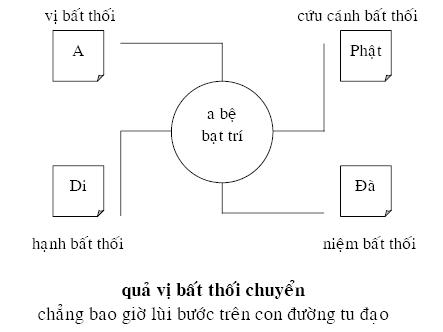 vị bất thối
cứu cánh bất thối
A
Phật
a bệ
bạt trí
Di
Đà
hạnh bất thối
niệm bất thối
quả vị bất thối chuyển
chẳng bao giờ lùi bước trên con đường tu đạo